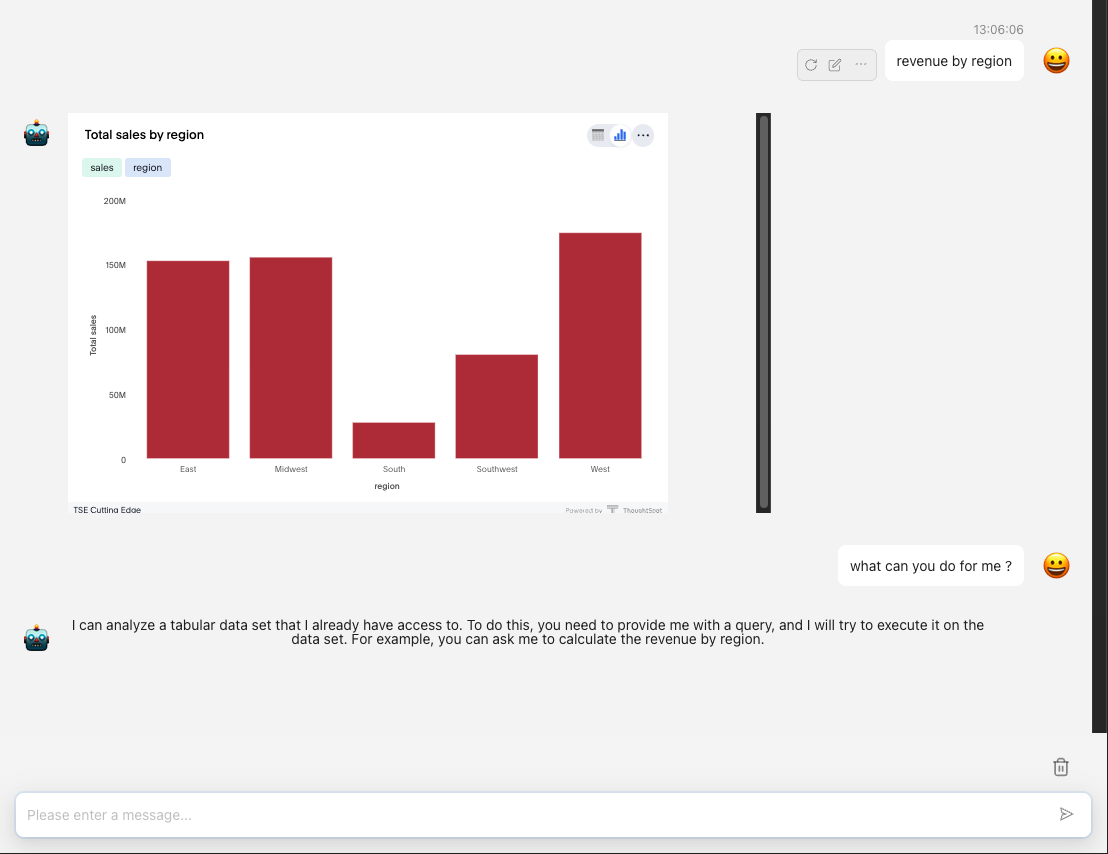 13:06:06
revenue by region
Total sales by region
sales
region
200M
150M
100M
50M
0
Total sales
East
Midwest
South
Southwest
West
region
TSE Cutting Edge
Powered by
ThoughtSpot
what can you do for me ?
I can analyze a tabular data set that I already have access to. To do this, you need to provide me with a query, and I will try to execute it on the
data set. For example, you can ask me to calculate the revenue by region.
Please enter a message...